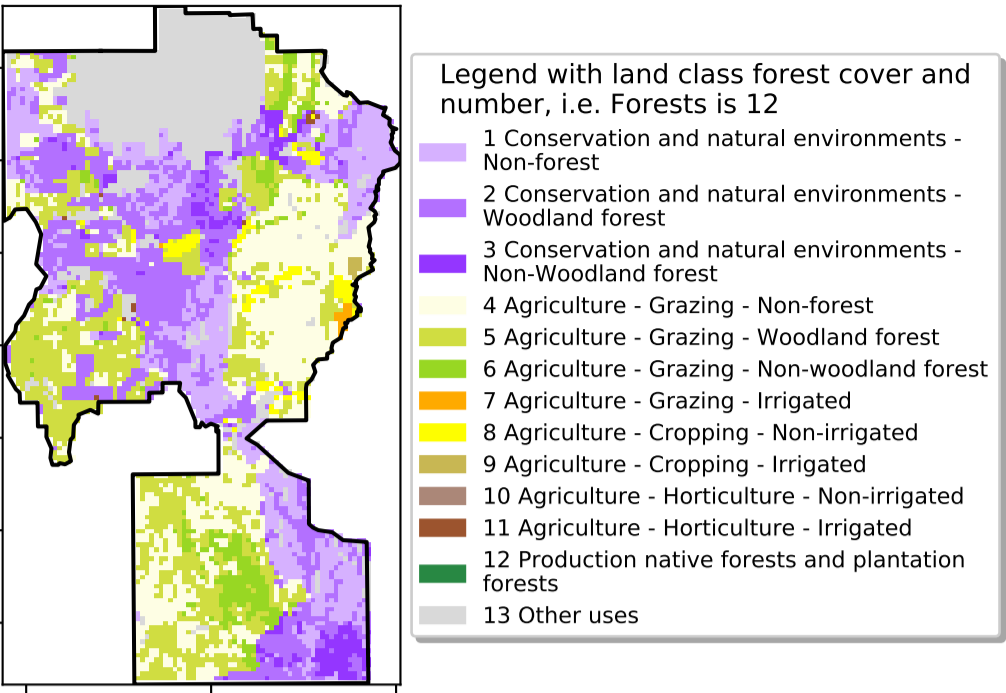 Legend with land class forest cover and
number, i.e. Forests is 12
1 Conservation and natural environments -
Non-forest
2 Conservation and natural environments -
Woodland forest
3 Conservation and natural environments -
Non-Woodland forest
4 Agriculture - Grazing - Non-forest
5 Agriculture - Grazing - Woodland forest
6 Agriculture - Grazing - Non-woodland forest
7 Agriculture - Grazing - Irrigated
8 Agriculture - Cropping - Non-irrigated
9 Agriculture - Cropping - Irrigated
10 Agriculture - Horticulture - Non-irrigated
11 Agriculture - Horticulture - Irrigated
12 Production native forests and plantation
forests
13 Other uses